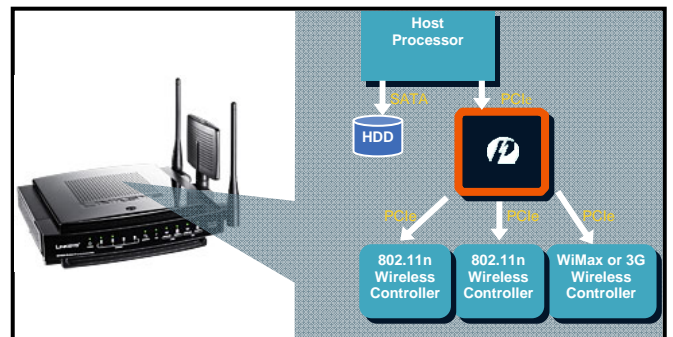 Host
Processor
SATA
PCIe
HDD
PCIe
PCIe
PCIe
802.11n
Wireless
Controller
802.11n
Wireless
Controller
WiMax or 3G
Wireless
Controller
LINKSYS